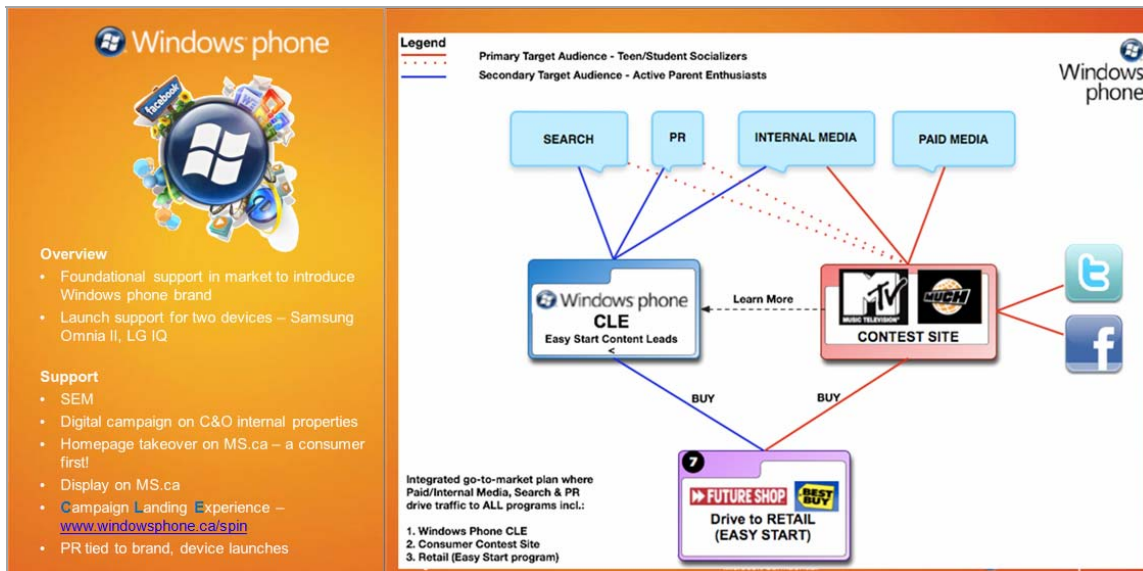 Windows phone
facebook
Overview
• Foundational support in market to introduce
Windows phone brand
• Launch support for two devices – Samsung
Omnia II, LG IQ
Support
• SEM
• Digital campaign on C&O internal properties
• Homepage takeover on MS.ca – a consumer
first!
• Display on MS.ca
• Campaign Landing Experience –
www.windowsphone.ca/spin
• PR tied to brand, device launches
Legend
Primary Target Audience - Teen/Student Socializers
Secondary Target Audience - Active Parent Enthusiasts
Windows
phone
SEARCH
PR
INTERNAL MEDIA
PAID MEDIA
Windows phone
CLE
Easy Start Content Leads
<
Learn More
MTV
MUSIC TELEVISION
MUCH
CONTEST SITE
t
f
BUY
BUY
7
FUTURE SHOP
BEST
BUY
Drive to RETAIL
(EASY START)
Integrated go-to-market plan where
Paid/Internal Media, Search & PR
drive traffic to ALL programs incl.:
1. Windows Phone CLE
2. Consumer Contest Site
3. Retail (Easy Start program)